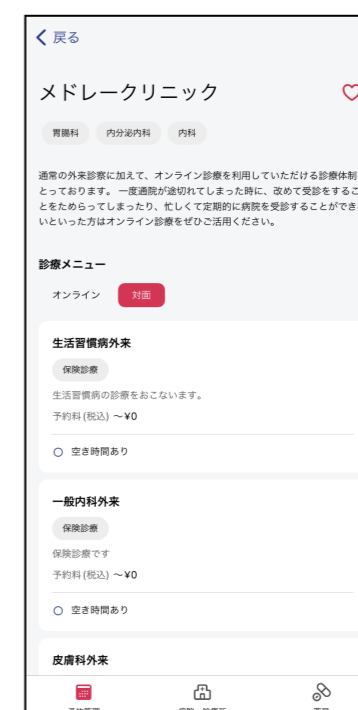 戻る
メドレークリニック
胃腸科 内分泌内科 内科
通常の外来診察に加えて、オンライン診療を利用していただける診療体制
とっております。 一度通院が途切れてしまった時に、改めて受診をするこ
とをためらってしまったり、忙しくて定期的に病院を受診することができ
いといった方はオンライン診療をぜひご活用ください。
診療メニュー
オンライン 対面
生活習慣病外来
保険診療
生活習慣病の診療をおこないます。
予約料(税込) 〜¥0
空き時間あり
一般内科外来
保険診療
保険診療です
予約料(税込) 〜¥0
空き時間あり
皮膚科外来